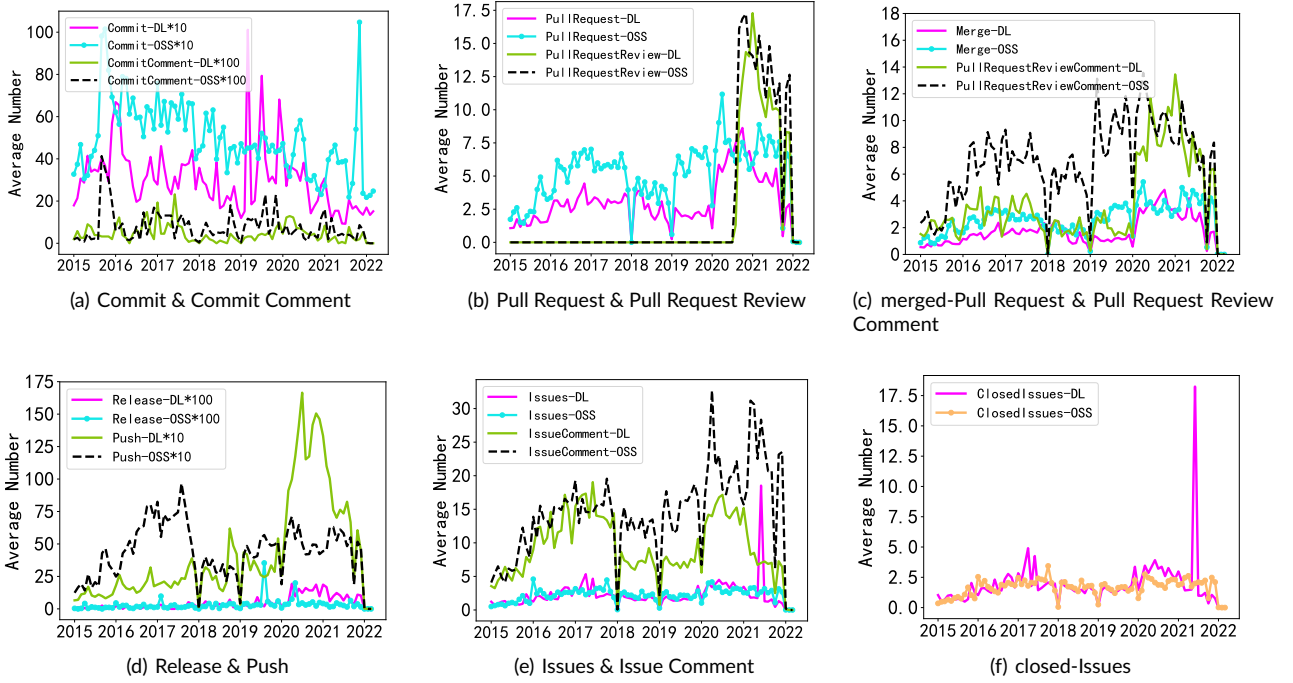 Average Number
100
80
60
40
20
0
Commit-DL*10
Commit-OSS*10
CommitComment-DL*100
CommitComment-OSS*100
2015 2016 2017 2018 2019 2020 2021 2022
(a) Commit & Commit Comment
Average Number
17.5
15.0
12.5
10.0
7.5
5.0
2.5
0.0
PullRequest-DL
PullRequest-OSS
PullRequestReview-DL
PullRequestReview-OSS
2015 2016 2017 2018 2019 2020 2021 2022
(b) Pull Request & Pull Request Review
Average Number
18
16
14
12
10
8
6
4
2
0
Merge-DL
Merge-OSS
PullRequestReviewComment-DL
PullRequestReviewComment-OSS
2015 2016 2017 2018 2019 2020 2021 2022
(c) merged-Pull Request & Pull Request Review
Comment
Average Number
175
150
125
100
75
50
25
0
Release-DL*100
Release-OSS*100
Push-DL*10
Push-OSS*10
2015 2016 2017 2018 2019 2020 2021 2022
(d) Release & Push
Average Number
30
25
20
15
10
5
0
Issues-DL
Issues-OSS
IssueComment-DL
IssueComment-OSS
2015 2016 2017 2018 2019 2020 2021 2022
(e) Issues & Issue Comment
Average Number
17.5
15.0
12.5
10.0
7.5
5.0
2.5
0.0
ClosedIssues-DL
ClosedIssues-OSS
2015 2016 2017 2018 2019 2020 2021 2022
(f) closed-Issues